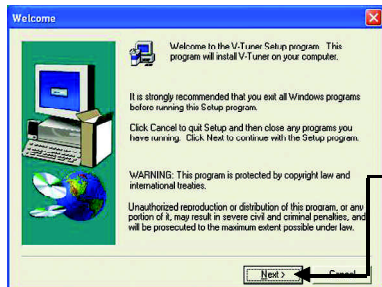 Welcome
Welcome to the V-Tuner Setup program. This
program will install V-Tuner on your computer.
It is strongly recommended that you exit all Windows programs
before running this Setup program.
Click Cancel to quit Setup and then close any programs you
have running. Click Next to continue with the Setup program.
WARNING: This program is protected by copyright law and
international treaties.
Unauthorized reproduction or distribution of this program, or any
portion of it, may result in severe civil and criminal penalties, and
will be prosecuted to the maximum extent possible under law.
Next >
Cancel